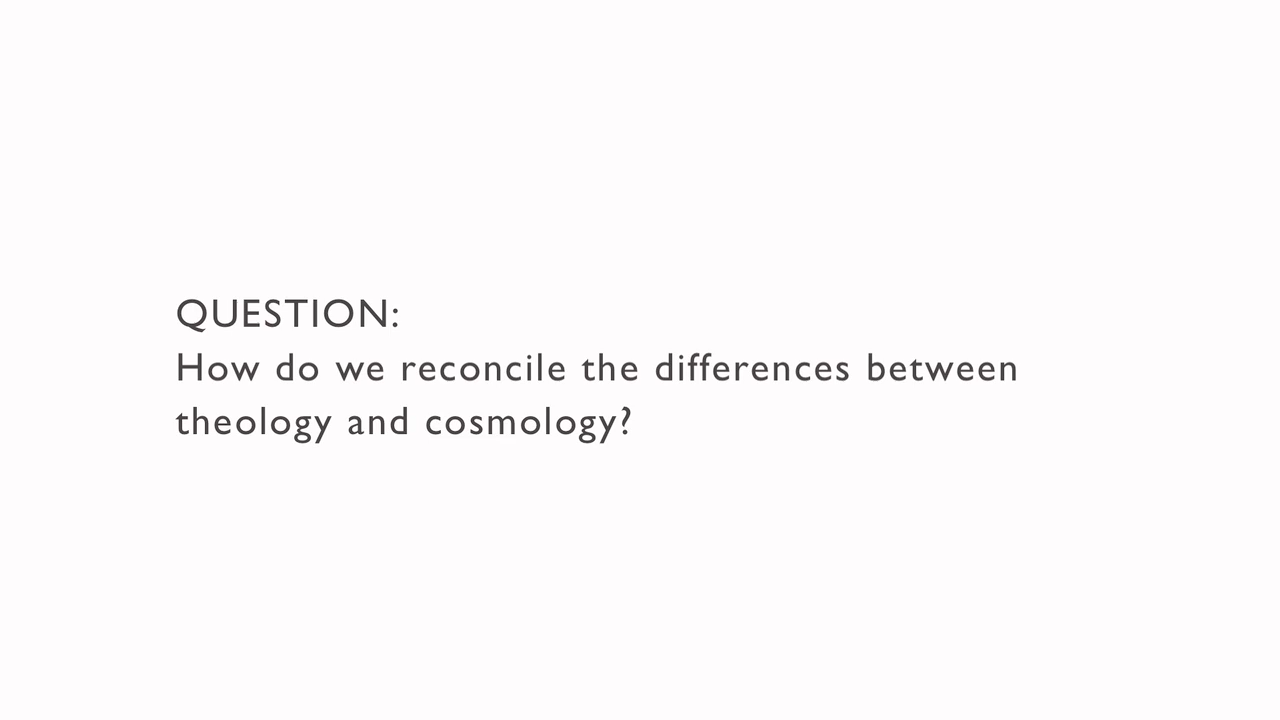 QUESTION:
How do we reconcile the differences between
theology and cosmology?